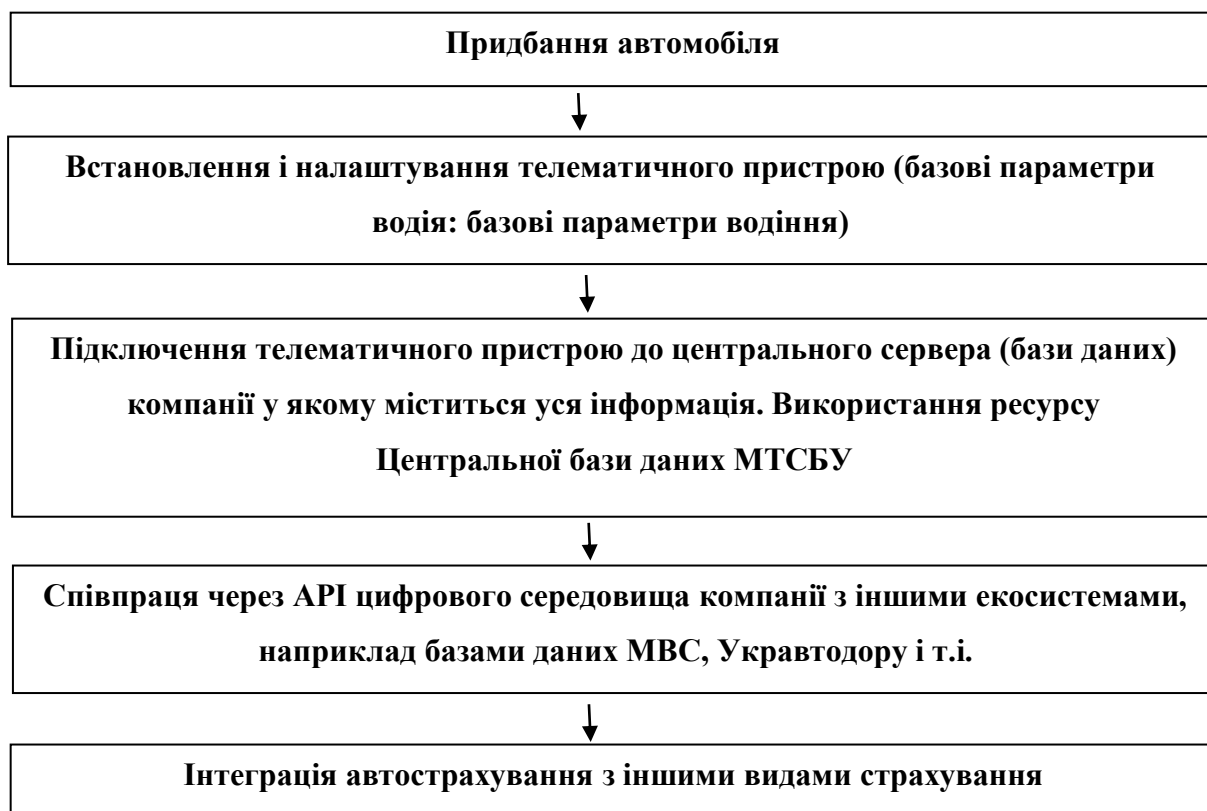 Придбання автомобіля
Встановлення і налаштування телематичного пристрою (базові параметри
водія: базові параметри водіння)
Підключення телематичного пристрою до центрального сервера (бази даних)
компанії у якому міститься уся інформація. Використання ресурсу
Центральної бази даних МТСБУ
Співпраця через АРІ цифрового середовища компанії з іншими екосистемами,
наприклад базами даних МВС, Укравтодору і т.і.
Інтеграція автострахування з іншими видами страхування